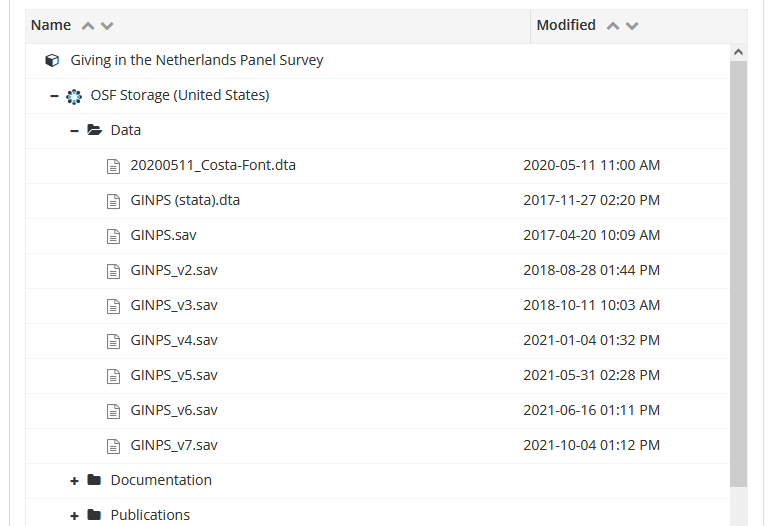 Name Modified
Giving in the Netherlands Panel Survey
OSF Storage (United States)
Data
20200511_Costa-Font.dta 2020-05-11 11:00 AM
GINPS (stata).dta 2017-11-27 02:20 PM
GINPS.sav 2017-04-20 10:09 AM
GINPS_v2.sav 2018-08-28 01:44 PM
GINPS_v3.sav 2018-10-11 10:03 AM
GINPS_v4.sav 2021-01-04 01:32 PM
GINPS_v5.sav 2021-05-31 02:28 PM
GINPS_v6.sav 2021-06-16 01:11 PM
GINPS_v7.sav 2021-10-04 01:12 PM
Documentation
Publications